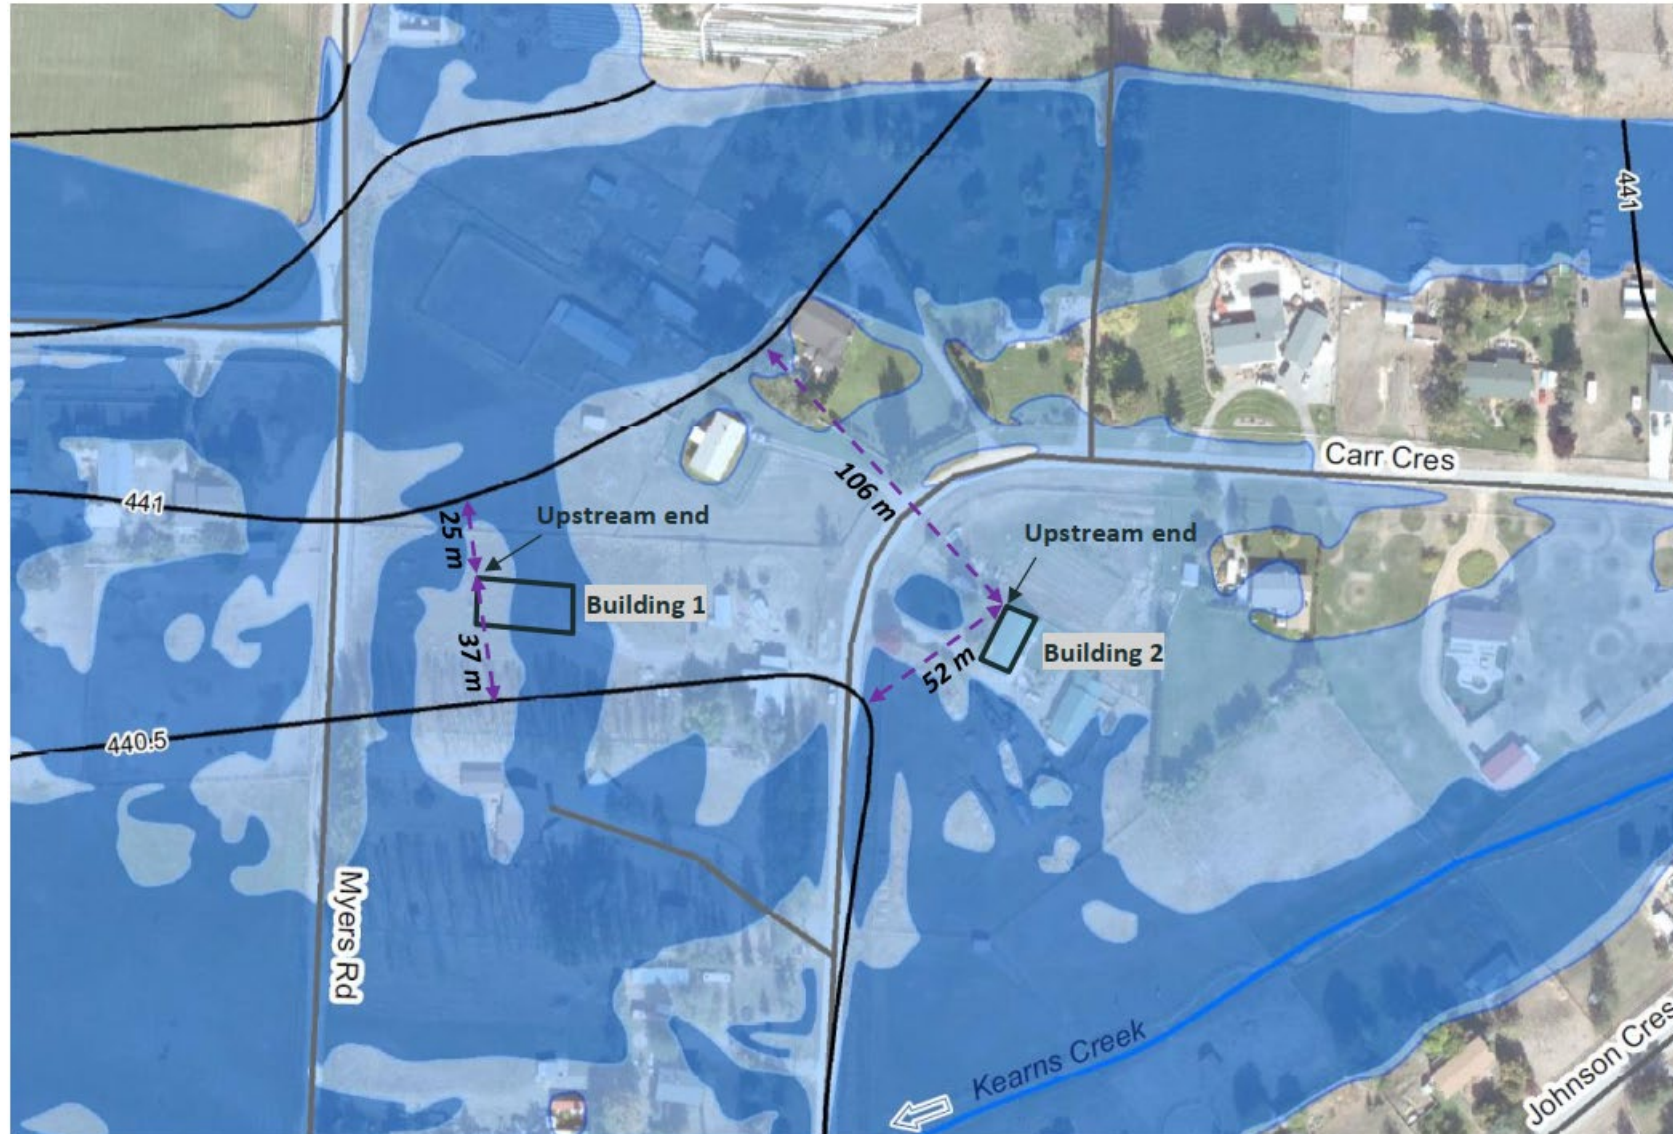 441
Carr Cres
106 m
441
25 m
Upstream end
Upstream end
Building 1
37 m
Building 2
52 m
440.5
Myers Rd
Kearns Creek
Johnson Cres